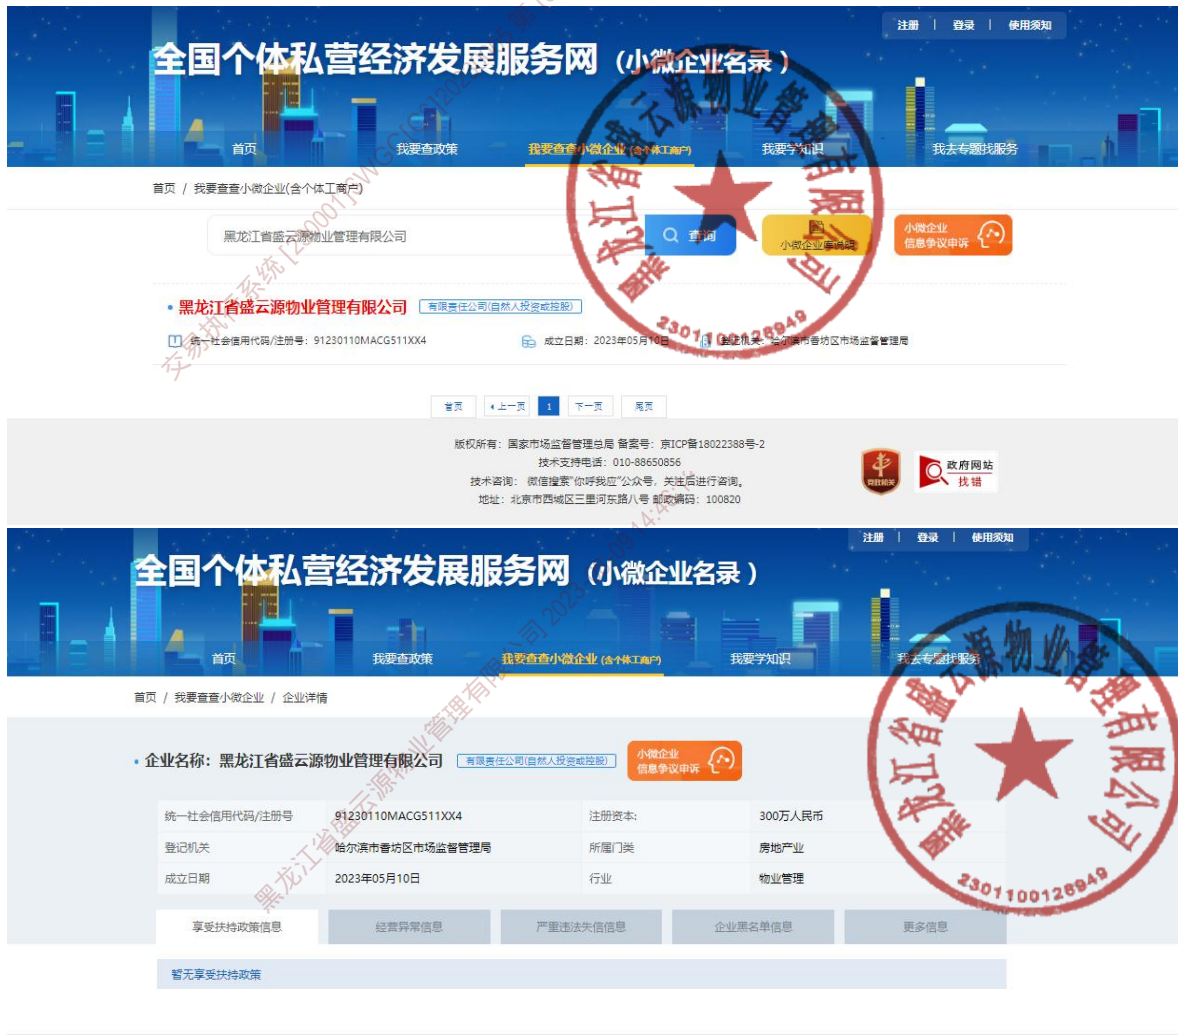 注册 | 登录 | 使用须知
全国个体私营经济发展服务网（小微企业名录）
首页 我要查政策 我要查查小微企业 (含个体工商户) 我要学知识 我去专题找服务
首页 / 我要查查小微企业(含个体工商户)
黑龙江省盛云源物业管理有限公司 查询 小微企业库说明 小微企业
信息争议申诉
黑龙江省盛云源物业管理有限公司 有限责任公司(自然人投资或控股)
统一社会信用代码/注册号：91230110MACG511XX4 成立日期：2023年05月10日 登记机关：哈尔滨市香坊区市场监督管理局
黑龙江省盛云源物业管理有限公司
2301100128949
首页 上一页 1 下一页 尾页
版权所有：国家市场监督管理总局 备案号：京ICP备18022388号-2
技术支持电话：010-88650856
技术咨询： 微信搜索“你呼我应”公众号，关注后进行咨询。
地址：北京市西城区三里河东路八号 邮政编码：100820
党政机关
政府网站
找错
注册 | 登录 | 使用须知
全国个体私营经济发展服务网（小微企业名录）
首页 我要查政策 我要查查小微企业 (含个体工商户) 我要学知识 我去专题找服务
首页 / 我要查查小微企业 / 企业详情
企业名称：黑龙江省盛云源物业管理有限公司 有限责任公司(自然人投资或控股) 小微企业
信息争议申诉
统一社会信用代码/注册号 91230110MACG511XX4 注册资本: 300万人民币
登记机关 哈尔滨市香坊区市场监督管理局 所属门类 房地产业
成立日期 2023年05月10日 行业 物业管理
黑龙江省盛云源物业管理有限公司
2301100128949
享受扶持政策信息 经营异常信息 严重违法失信信息 企业黑名单信息 更多信息
暂无享受扶持政策